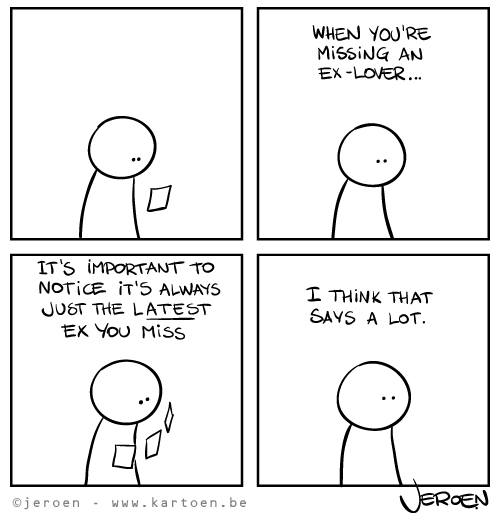 WHEN YOU'RE
MISSING AN
EX-LOVER...
IT'S IMPORTANT TO
NOTICE IT'S ALWAYS
JUST THE LATEST
EX YOU MISS
I THINK THAT
SAYS A LOT.
©jeroen - www.kartoen.be
JEROEN